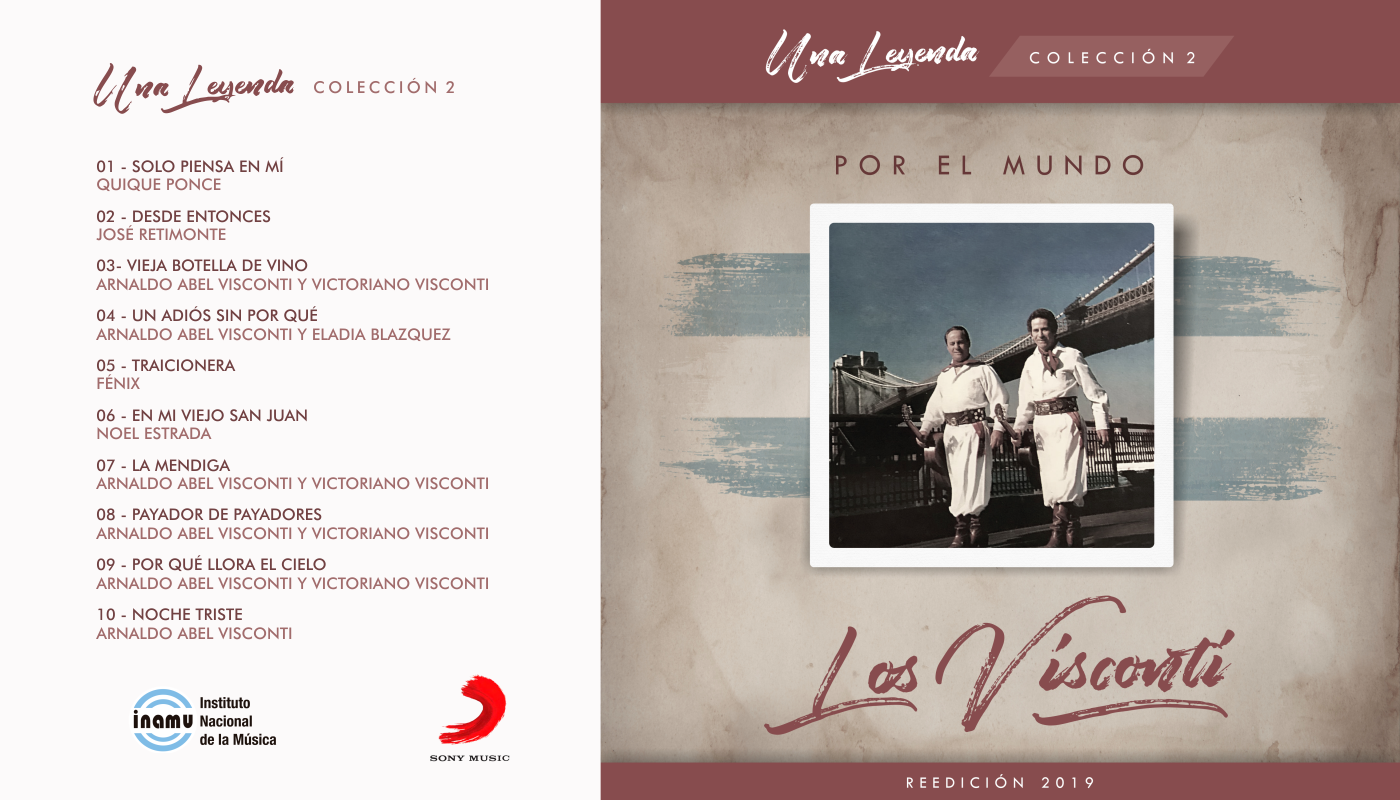 Una Leyenda COLECCIÓN 2
01 - SOLO PIENSA EN MÍ
QUIQUE PONCE
02 - DESDE ENTONCES
JOSÉ RETIMONTE
03- VIEJA BOTELLA DE VINO
ARNALDO ABEL VISCONTI Y VICTORIANO VISCONTI
04 - UN ADIÓS SIN POR QUÉ
ARNALDO ABEL VISCONTI Y ELADIA BLAZQUEZ
05 - TRAICIONERA
FÉNIX
06 - EN MI VIEJO SAN JUAN
NOEL ESTRADA
07 - LA MENDIGA
ARNALDO ABEL VISCONTI Y VICTORIANO VISCONTI
08 - PAYADOR DE PAYADORES
ARNALDO ABEL VISCONTI Y VICTORIANO VISCONTI
09 - POR QUÉ LLORA EL CIELO
ARNALDO ABEL VISCONTI Y VICTORIANO VISCONTI
10 - NOCHE TRISTE
ARNALDO ABEL VISCONTI
inamu
Instituto
Nacional
de la Música
SONY MUSIC
Una Leyenda COLECCIÓN 2
POR EL MUNDO
Los Visconti
REEDICIÓN 2019